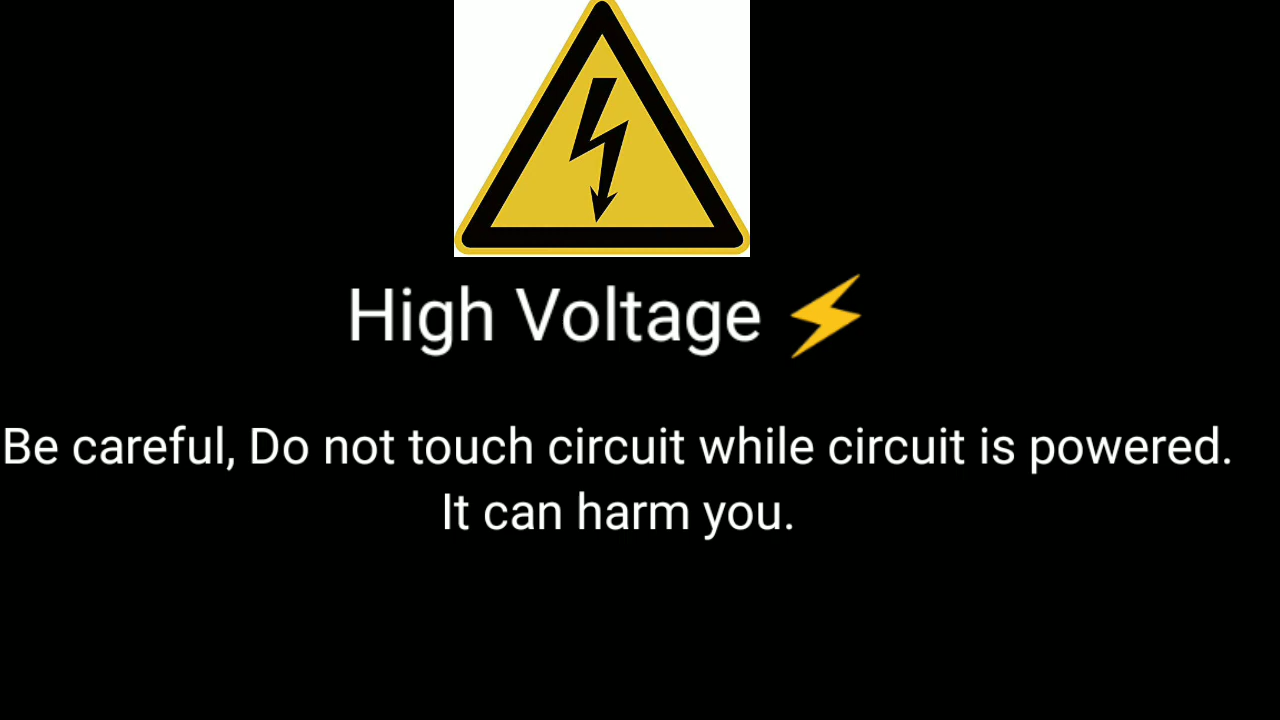 High Voltage ⚡
Be careful, Do not touch circuit while circuit is powered.
It can harm you.